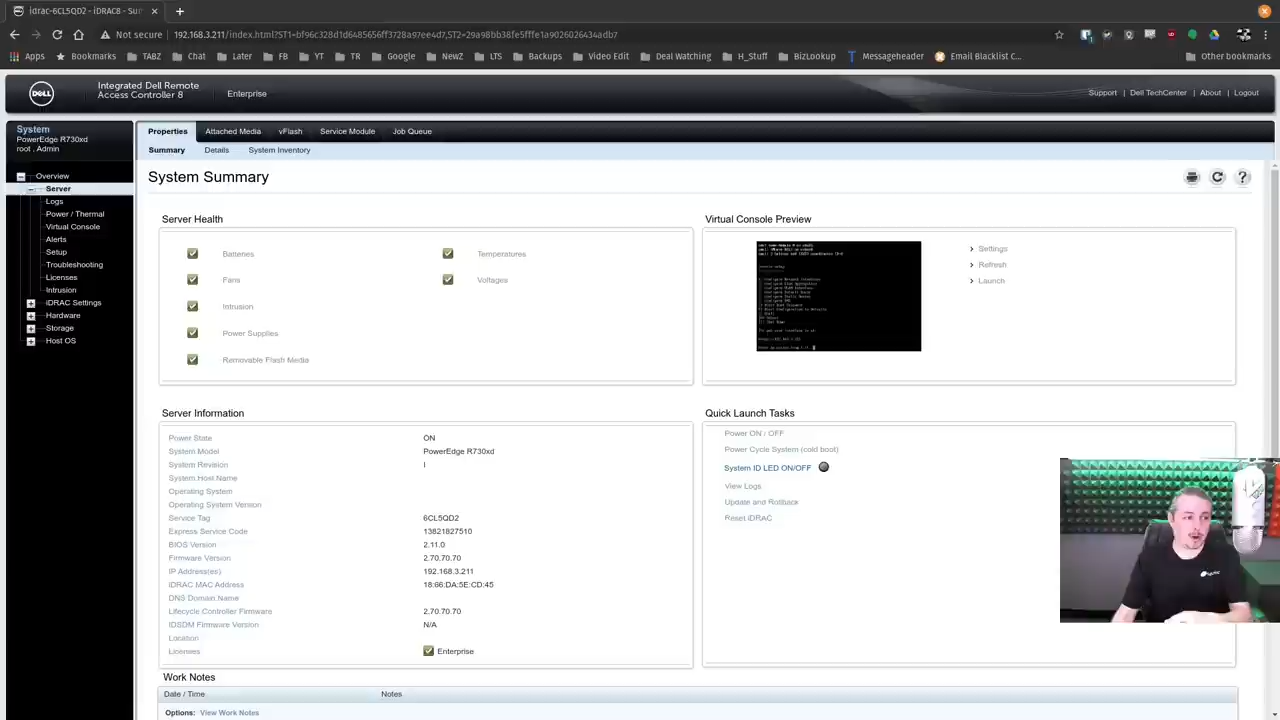 idrac-6CL5QD2 - iDRAC8 - Sum
Not secure | 192.168.3.211/index.html?ST1=bf96c328d1d6485656ff3728a97ee4d7,ST2=29a98bb38fe5fffe1a9026026434adb7
Apps Bookmarks TABZ Chat Later FB YT TR Google NewZ LTS Backups Video Edit Deal Watching H_Stuff BizLookup Messageheader Email Blacklist C... Other bookmarks
DELL
Integrated Dell Remote
Access Controller 8
Enterprise
Support | Dell TechCenter | About | Logout
System
PowerEdge R730xd
root , Admin
Overview
Server
Logs
Power / Thermal
Virtual Console
Alerts
Setup
Troubleshooting
Licenses
Intrusion
iDRAC Settings
Hardware
Storage
Host OS
Properties Attached Media vFlash Service Module Job Queue
Summary Details System Inventory
System Summary
Server Health
Batteries
Temperatures
Fans
Voltages
Intrusion
Power Supplies
Removable Flash Media
Virtual Console Preview
Settings
Refresh
Launch
Server Information
Power State ON
System Model PowerEdge R730xd
System Revision I
System Host Name
Operating System
Operating System Version
Service Tag 6CL5QD2
Express Service Code 13821827510
BIOS Version 2.11.0
Firmware Version 2.70.70.70
IP Address(es) 192.168.3.211
iDRAC MAC Address 18:66:DA:5E:CD:45
DNS Domain Name
Lifecycle Controller Firmware 2.70.70.70
IDSDM Firmware Version N/A
Location
Licenses Enterprise
Quick Launch Tasks
Power ON / OFF
Power Cycle System (cold boot)
System ID LED ON/OFF
View Logs
Update and Rollback
Reset iDRAC
Work Notes
Date / Time Notes
Options: View Work Notes